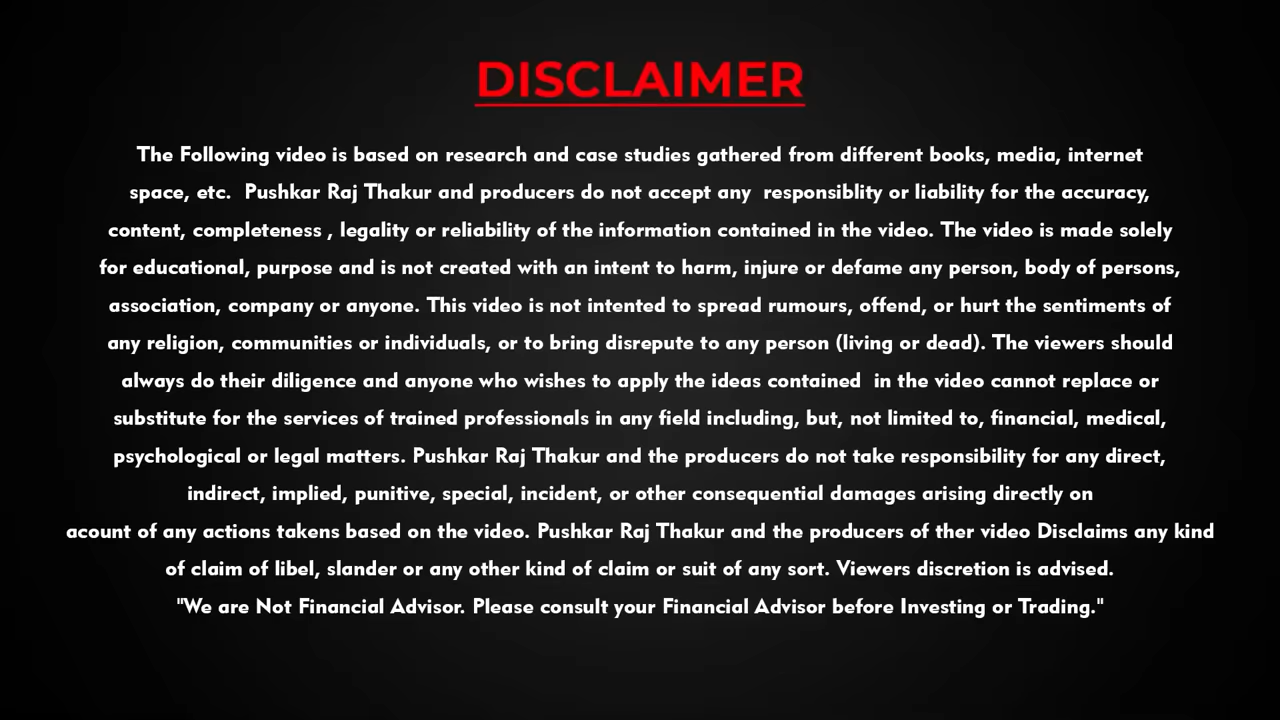 DISCLAIMER
The Following video is based on research and case studies gathered from different books, media, internet
space, etc.  Pushkar Raj Thakur and producers do not accept any  responsiblity or liability for the accuracy,
content, completeness , legality or reliability of the information contained in the video. The video is made solely
for educational, purpose and is not created with an intent to harm, injure or defame any person, body of persons,
association, company or anyone. This video is not intented to spread rumours, offend, or hurt the sentiments of
any religion, communities or individuals, or to bring disrepute to any person (living or dead). The viewers should
always do their diligence and anyone who wishes to apply the ideas contained  in the video cannot replace or
substitute for the services of trained professionals in any field including, but, not limited to, financial, medical,
psychological or legal matters. Pushkar Raj Thakur and the producers do not take responsibility for any direct,
indirect, implied, punitive, special, incident, or other consequential damages arising directly on
acount of any actions takens based on the video. Pushkar Raj Thakur and the producers of ther video Disclaims any kind
of claim of libel, slander or any other kind of claim or suit of any sort. Viewers discretion is advised.
"We are Not Financial Advisor. Please consult your Financial Advisor before Investing or Trading."